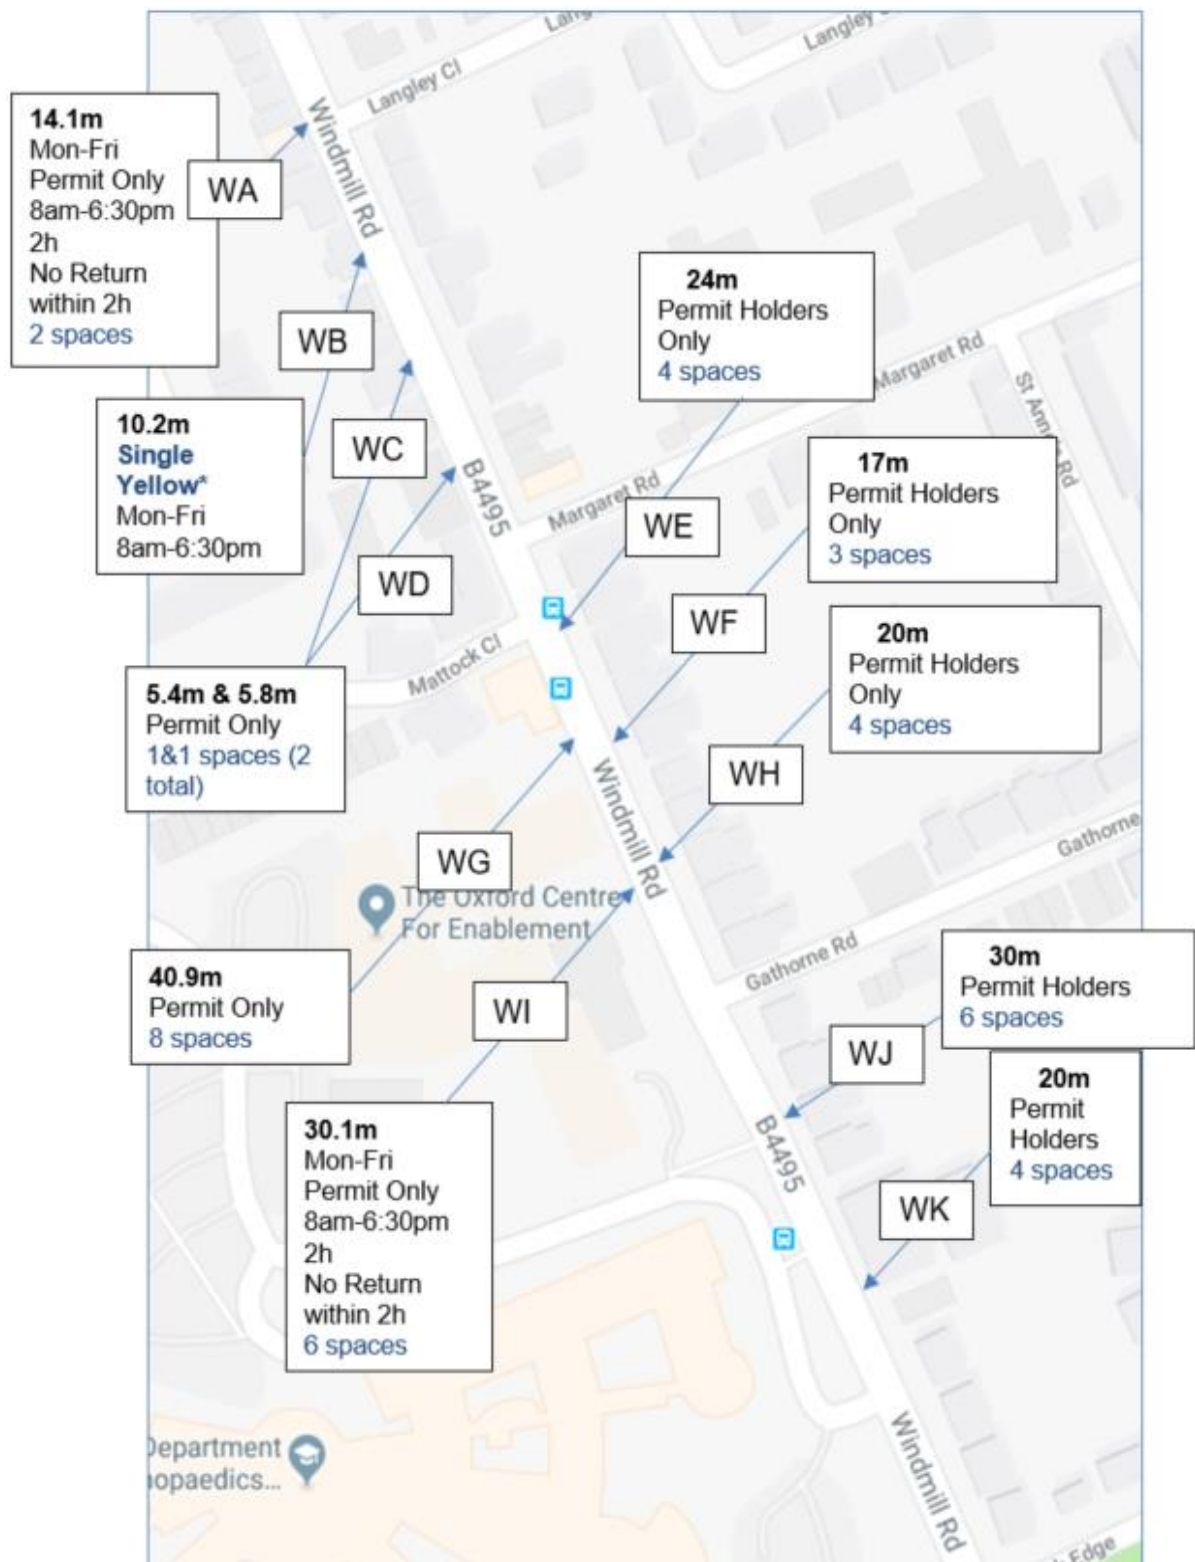 Langley Cl
Langley
Windmill Rd
14.1m
Mon-Fri
Permit Only
8am-6:30pm
2h
No Return
within 2h
2 spaces
WA
24m
Permit Holders
Only
4 spaces
WB
Margaret Rd
St Anne's Rd
10.2m
Single
Yellow*
Mon-Fri
8am-6:30pm
WC
B4495
17m
Permit Holders
Only
3 spaces
Margaret Rd
WE
WD
WF
20m
Permit Holders
Only
4 spaces
Mattock Cl
5.4m & 5.8m
Permit Only
1&1 spaces (2
total)
WH
Windmill Rd
WG
Gathorne
The Oxford Centre
For Enablement
Gathorne Rd
40.9m
Permit Only
8 spaces
WI
30m
Permit Holders
6 spaces
WJ
20m
Permit
Holders
4 spaces
30.1m
Mon-Fri
Permit Only
8am-6:30pm
2h
No Return
within 2h
6 spaces
B4495
WK
Department
opaedics...
Windmill Rd
Edge